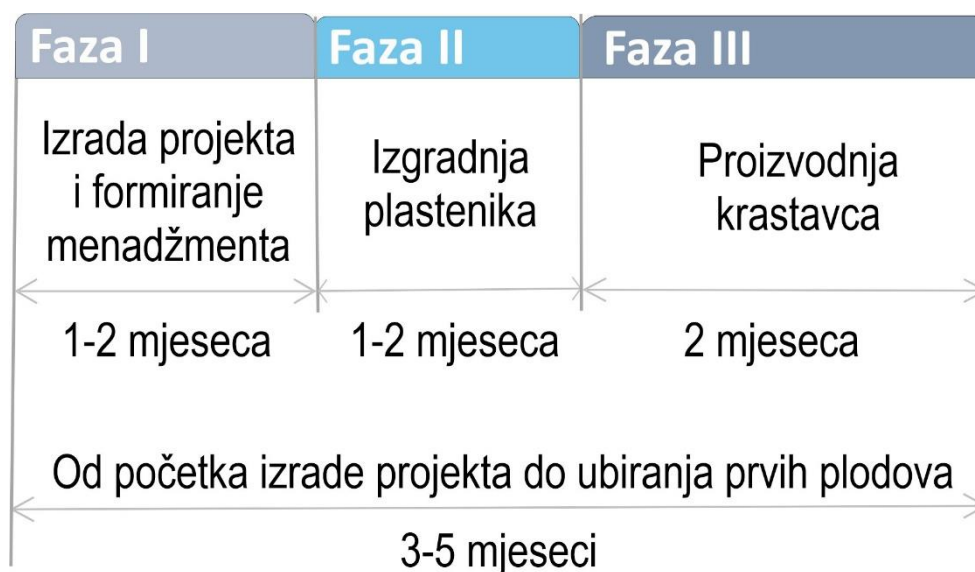 Faza I
Faza II
Faza III
Izrada projekta
i formiranje
menadžmenta
Izgradnja
plastenika
Proizvodnja
krastavca
1-2 mjeseca
1-2 mjeseca
2 mjeseca
Od početka izrade projekta do ubiranja prvih plodova
3-5 mjeseci